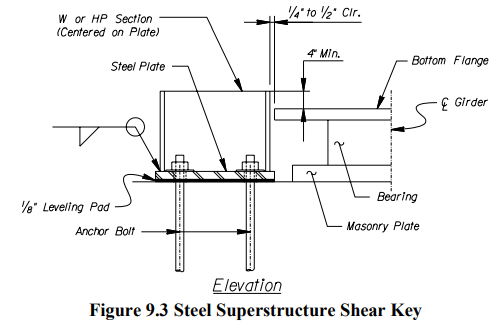 W or HP Section
(Centered on Plate)
1/4" to 1/2" Clr.
4" Min.
Steel Plate
Bottom Flange
℄ Girder
1/8" Leveling Pad
Bearing
Anchor Bolt
Masonry Plate
Elevation
Figure 9.3 Steel Superstructure Shear Key